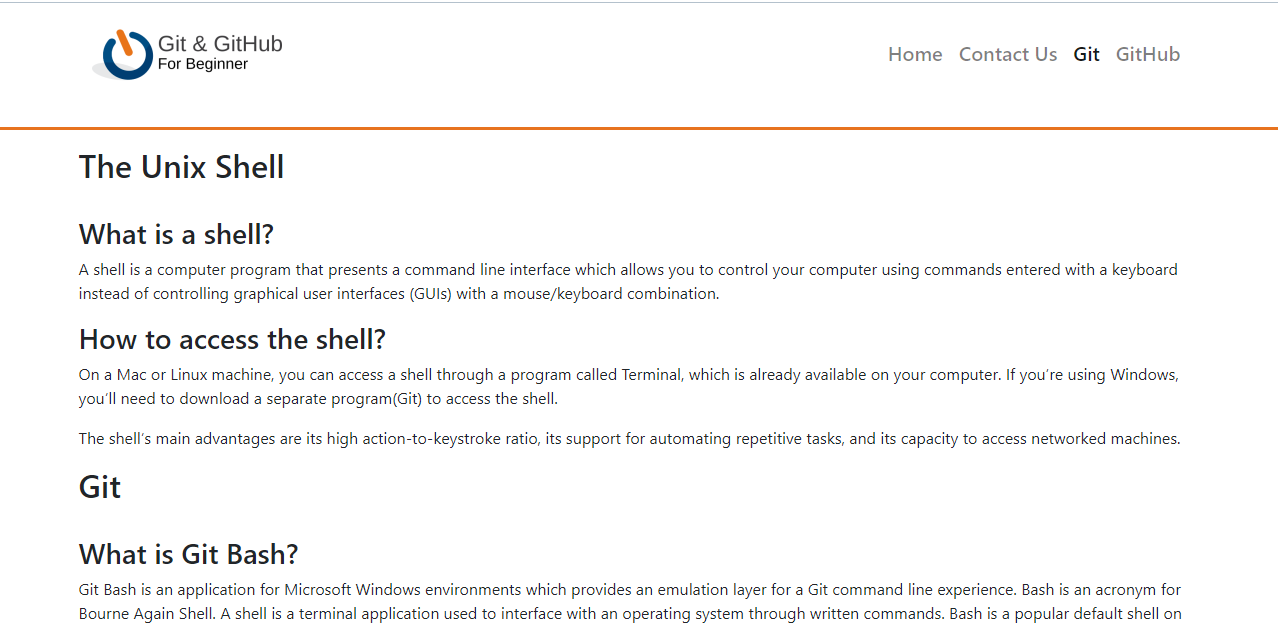 Git & GitHub
For Beginner
Home Contact Us Git GitHub
The Unix Shell
What is a shell?
A shell is a computer program that presents a command line interface which allows you to control your computer using commands entered with a keyboard
instead of controlling graphical user interfaces (GUIs) with a mouse/keyboard combination.
How to access the shell?
On a Mac or Linux machine, you can access a shell through a program called Terminal, which is already available on your computer. If you’re using Windows,
you’ll need to download a separate program(Git) to access the shell.
The shell’s main advantages are its high action-to-keystroke ratio, its support for automating repetitive tasks, and its capacity to access networked machines.
Git
What is Git Bash?
Git Bash is an application for Microsoft Windows environments which provides an emulation layer for a Git command line experience. Bash is an acronym for
Bourne Again Shell. A shell is a terminal application used to interface with an operating system through written commands. Bash is a popular default shell on